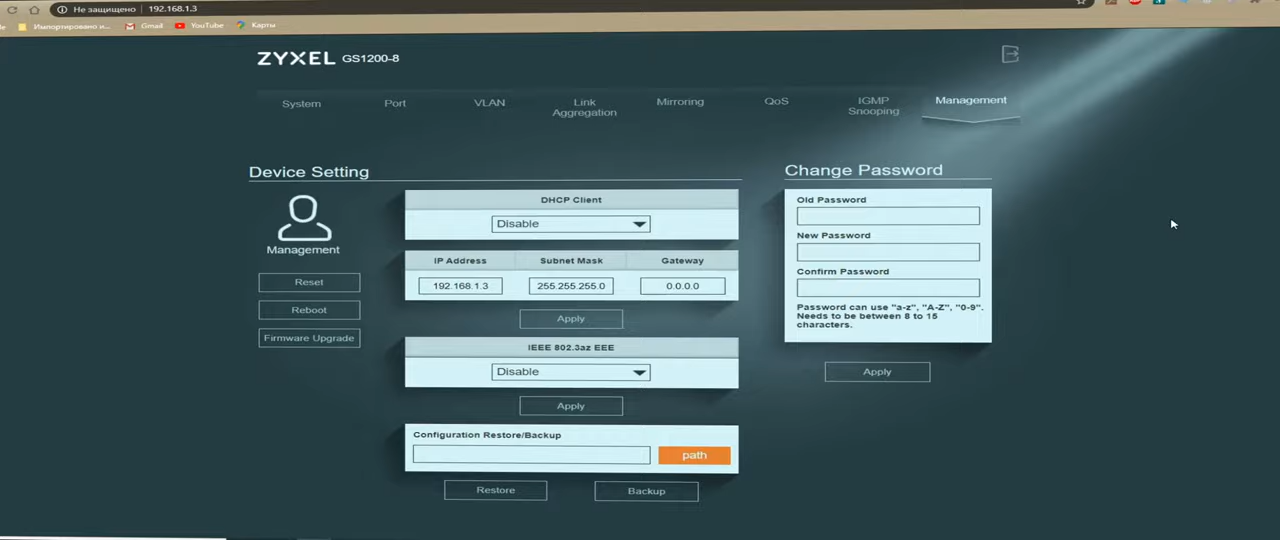 Не защищено 192.168.1.3
Импортировано и... Gmail YouTube Карты
ZYXEL GS1200-8
System Port VLAN Link Aggregation Mirroring QoS IGMP Snooping Management
Device Setting
Management
Reset
Reboot
Firmware Upgrade
DHCP Client
Disable
IP Address Subnet Mask Gateway
192.168.1.3 255.255.255.0 0.0.0.0
Apply
IEEE 802.3az EEE
Disable
Apply
Configuration Restore/Backup
path
Restore Backup
Change Password
Old Password
New Password
Confirm Password
Password can use "a-z", "A-Z", "0-9".
Needs to be between 8 to 15
characters.
Apply